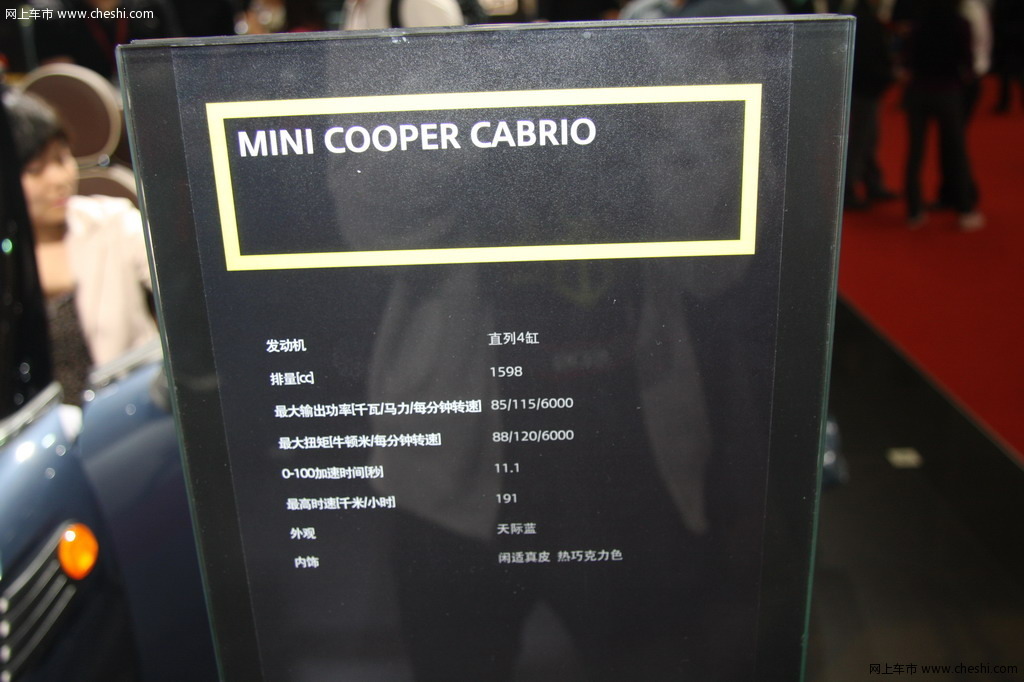 网上车市 www.cheshi.com
MINI COOPER CABRIO
发动机 直列4缸
排量[cc] 1598
最大输出功率[千瓦/马力/每分钟转速] 85/115/6000
最大扭矩[牛顿米/每分钟转速] 88/120/6000
0-100加速时间[秒] 11.1
最高时速[千米/小时] 191
外观 天际蓝
内饰 闲适真皮 热巧克力色
网上车市 www.cheshi.com